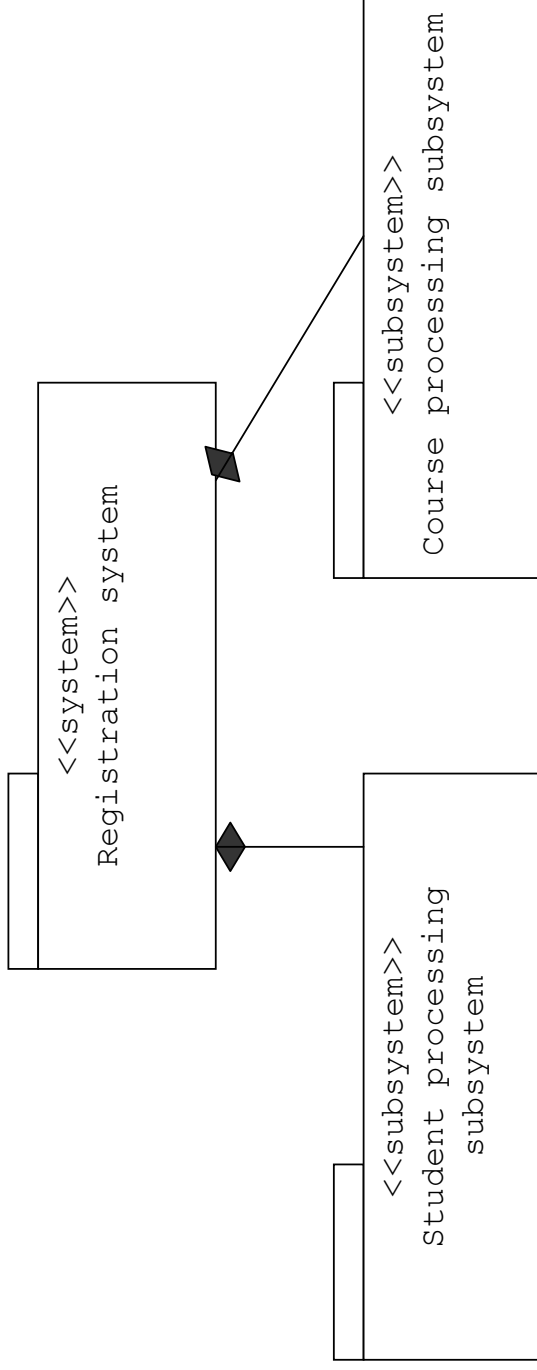 <<system>>
Registration system
<<subsystem>>
Student processing
subsystem
<<subsystem>>
Course processing subsystem